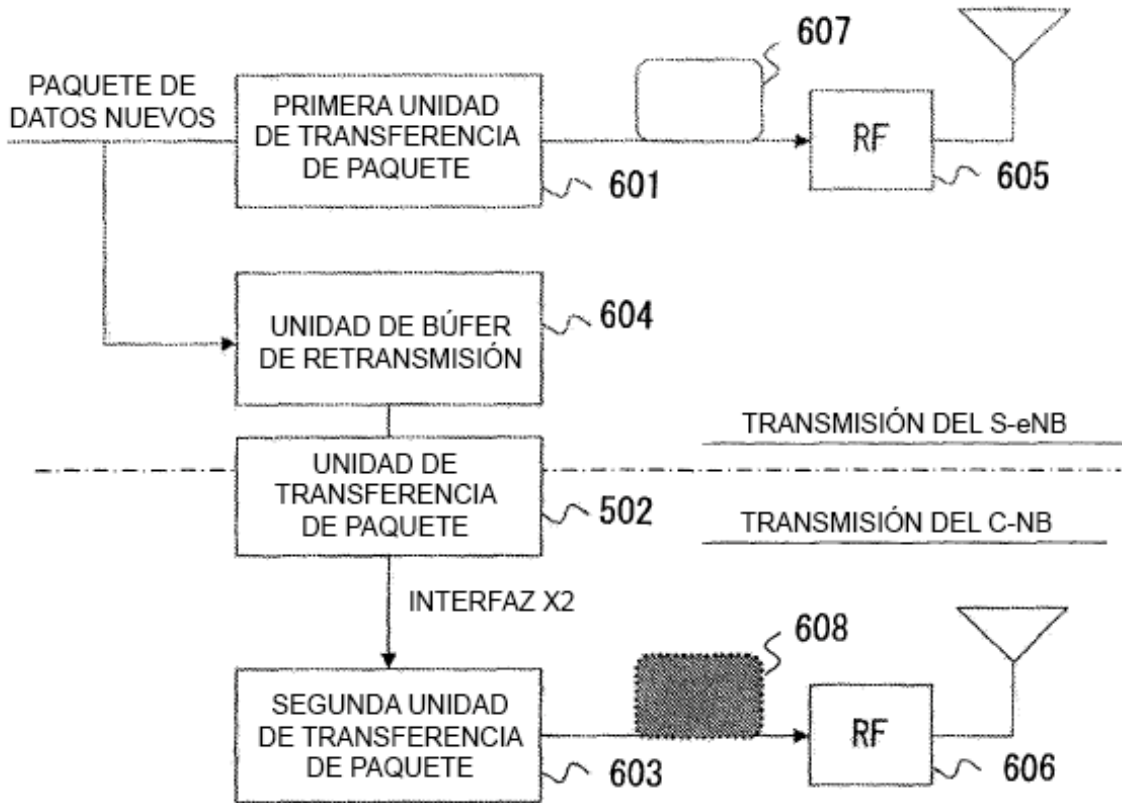 607
PAQUETE DE
DATOS NUEVOS
PRIMERA UNIDAD
DE TRANSFERENCIA
DE PAQUETE
601
RF
605
UNIDAD DE BÚFER
DE RETRANSMISIÓN
604
TRANSMISIÓN DEL S-eNB
UNIDAD DE
TRANSFERENCIA
DE PAQUETE
502
TRANSMISIÓN DEL C-NB
INTERFAZ X2
608
SEGUNDA UNIDAD
DE TRANSFERENCIA
DE PAQUETE
603
RF
606